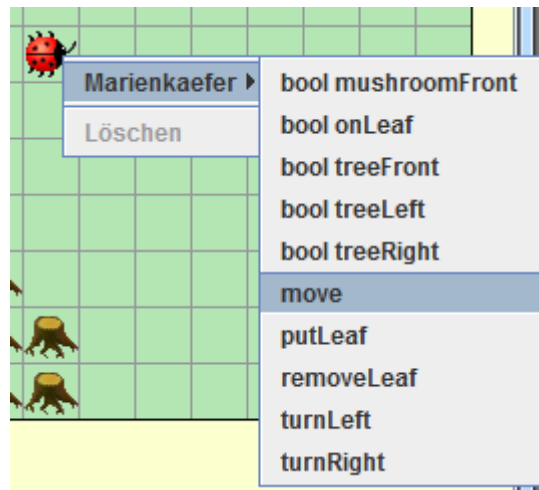 Marienkaefer
Löschen
bool mushroomFront
bool onLeaf
bool treeFront
bool treeLeft
bool treeRight
move
putLeaf
removeLeaf
turnLeft
turnRight